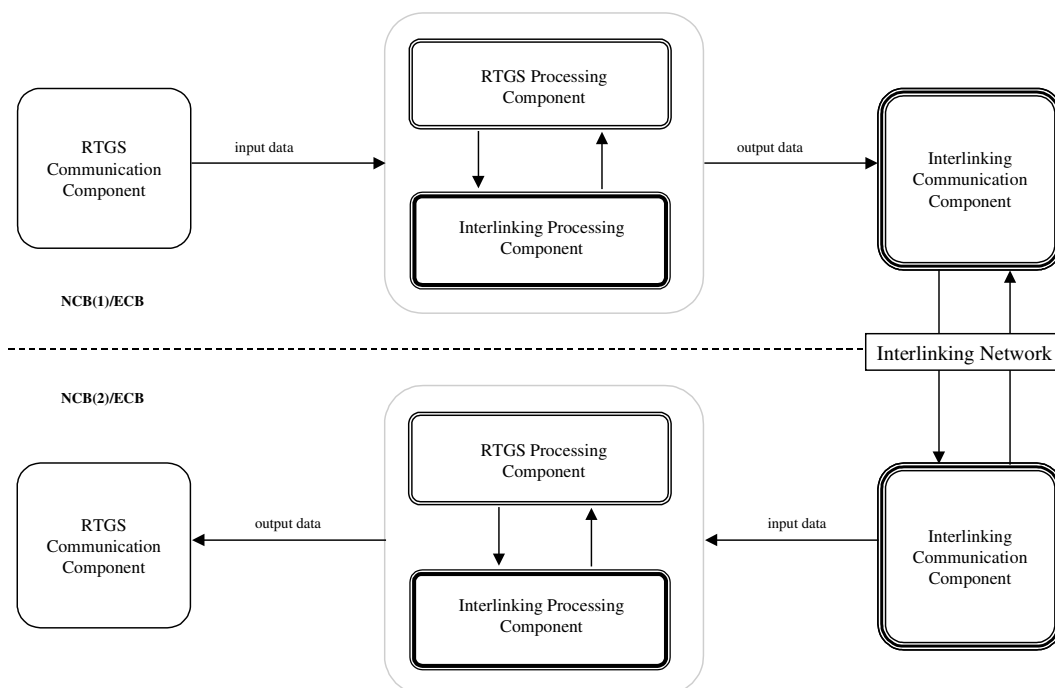 RTGS Processing
Component
RTGS
Communication
Component
input data
output data
Interlinking
Communication
Component
Interlinking Processing
Component
NCB(1)/ECB
Interlinking Network
NCB(2)/ECB
RTGS Processing
Component
RTGS
Communication
Component
output data
input data
Interlinking
Communication
Component
Interlinking Processing
Component